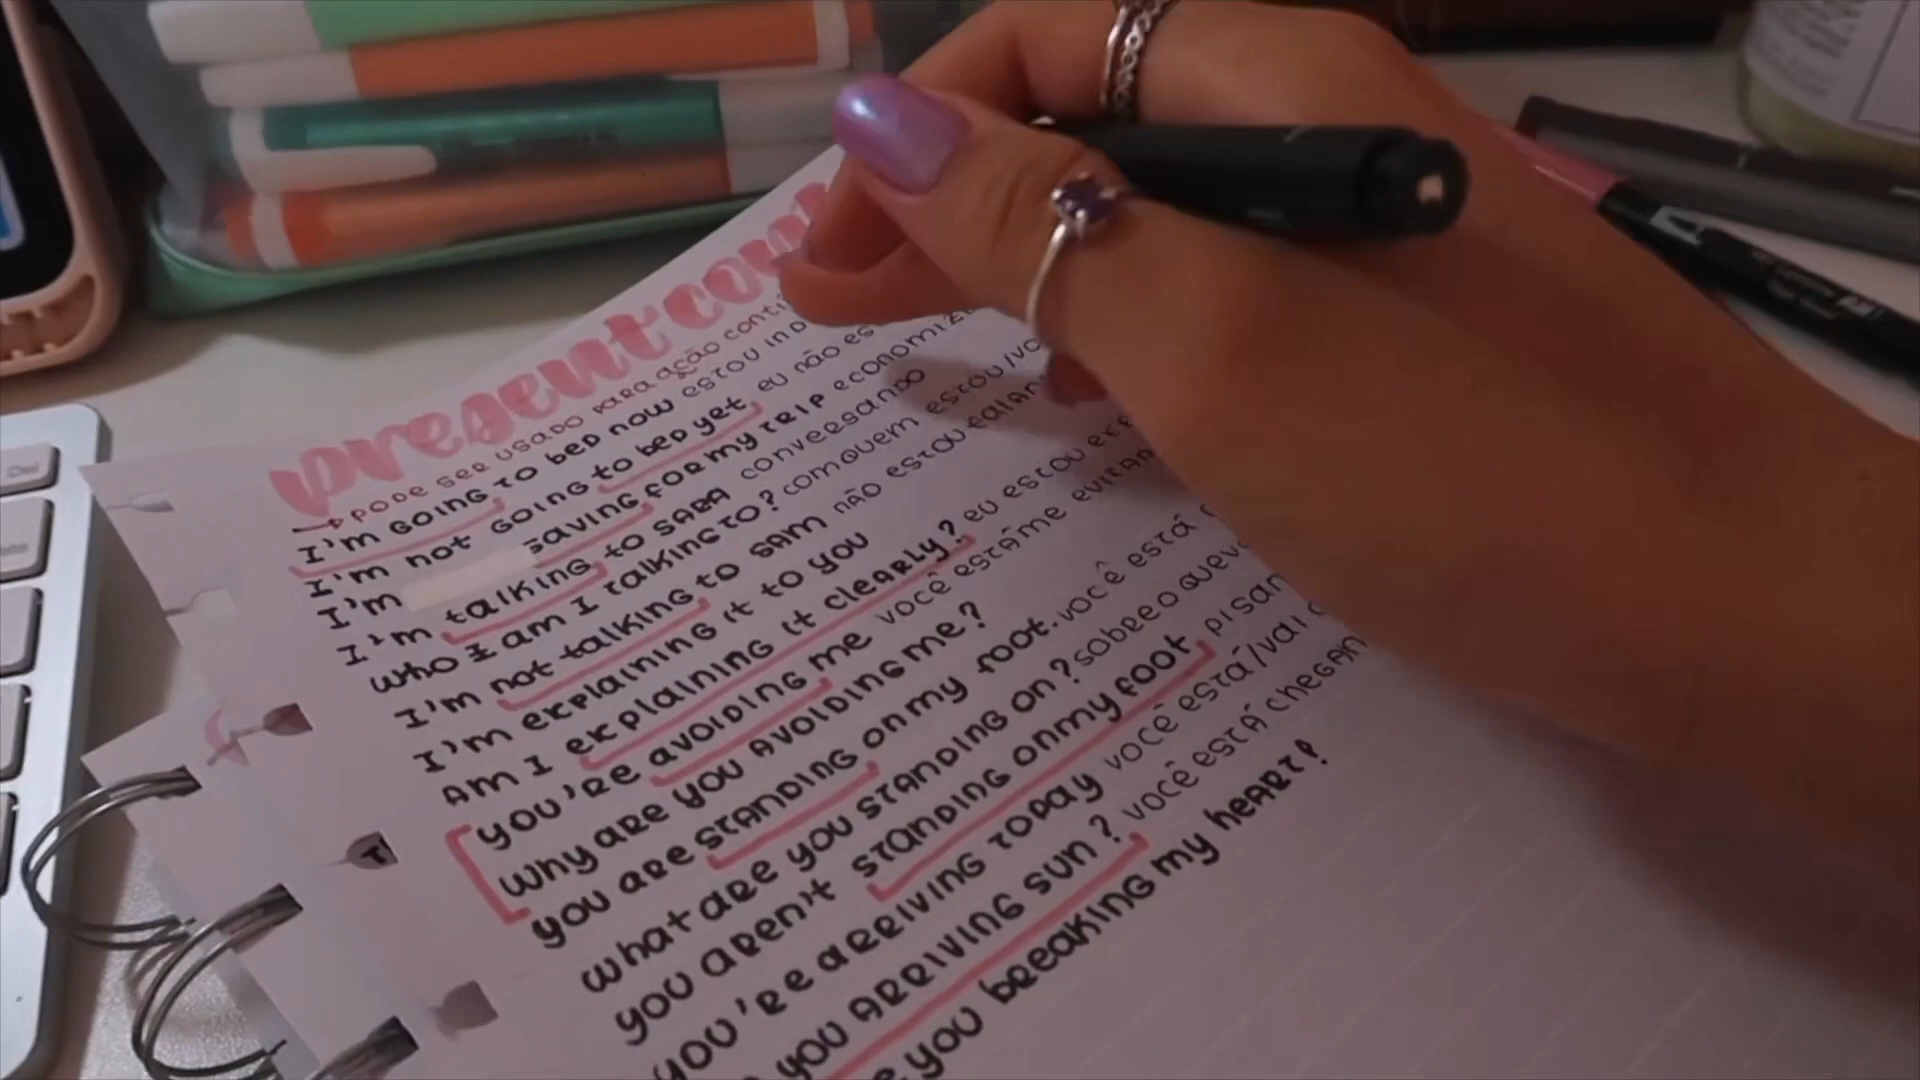 present cont
pode ser usado para ação conti
I'm going to bed now estou ind
I'm not going to bed yet eu não es
I'm saving for my trip economiz
I'm talking to Sara conversando
who I am I talking to? com quem estou/vo
I'm not talking to Sam não estou falan
I'm explaining it to you
Am I explaining it clearly? eu estou exp
you're avoiding me você está me evitan
why are you avoiding me?
you are standing on my foot. você está
what are you standing on? sobre o que você
you aren't standing on my foot pisan
you're arriving today você está/vai
you arriving sun? você está chegan
e you breaking my heart?